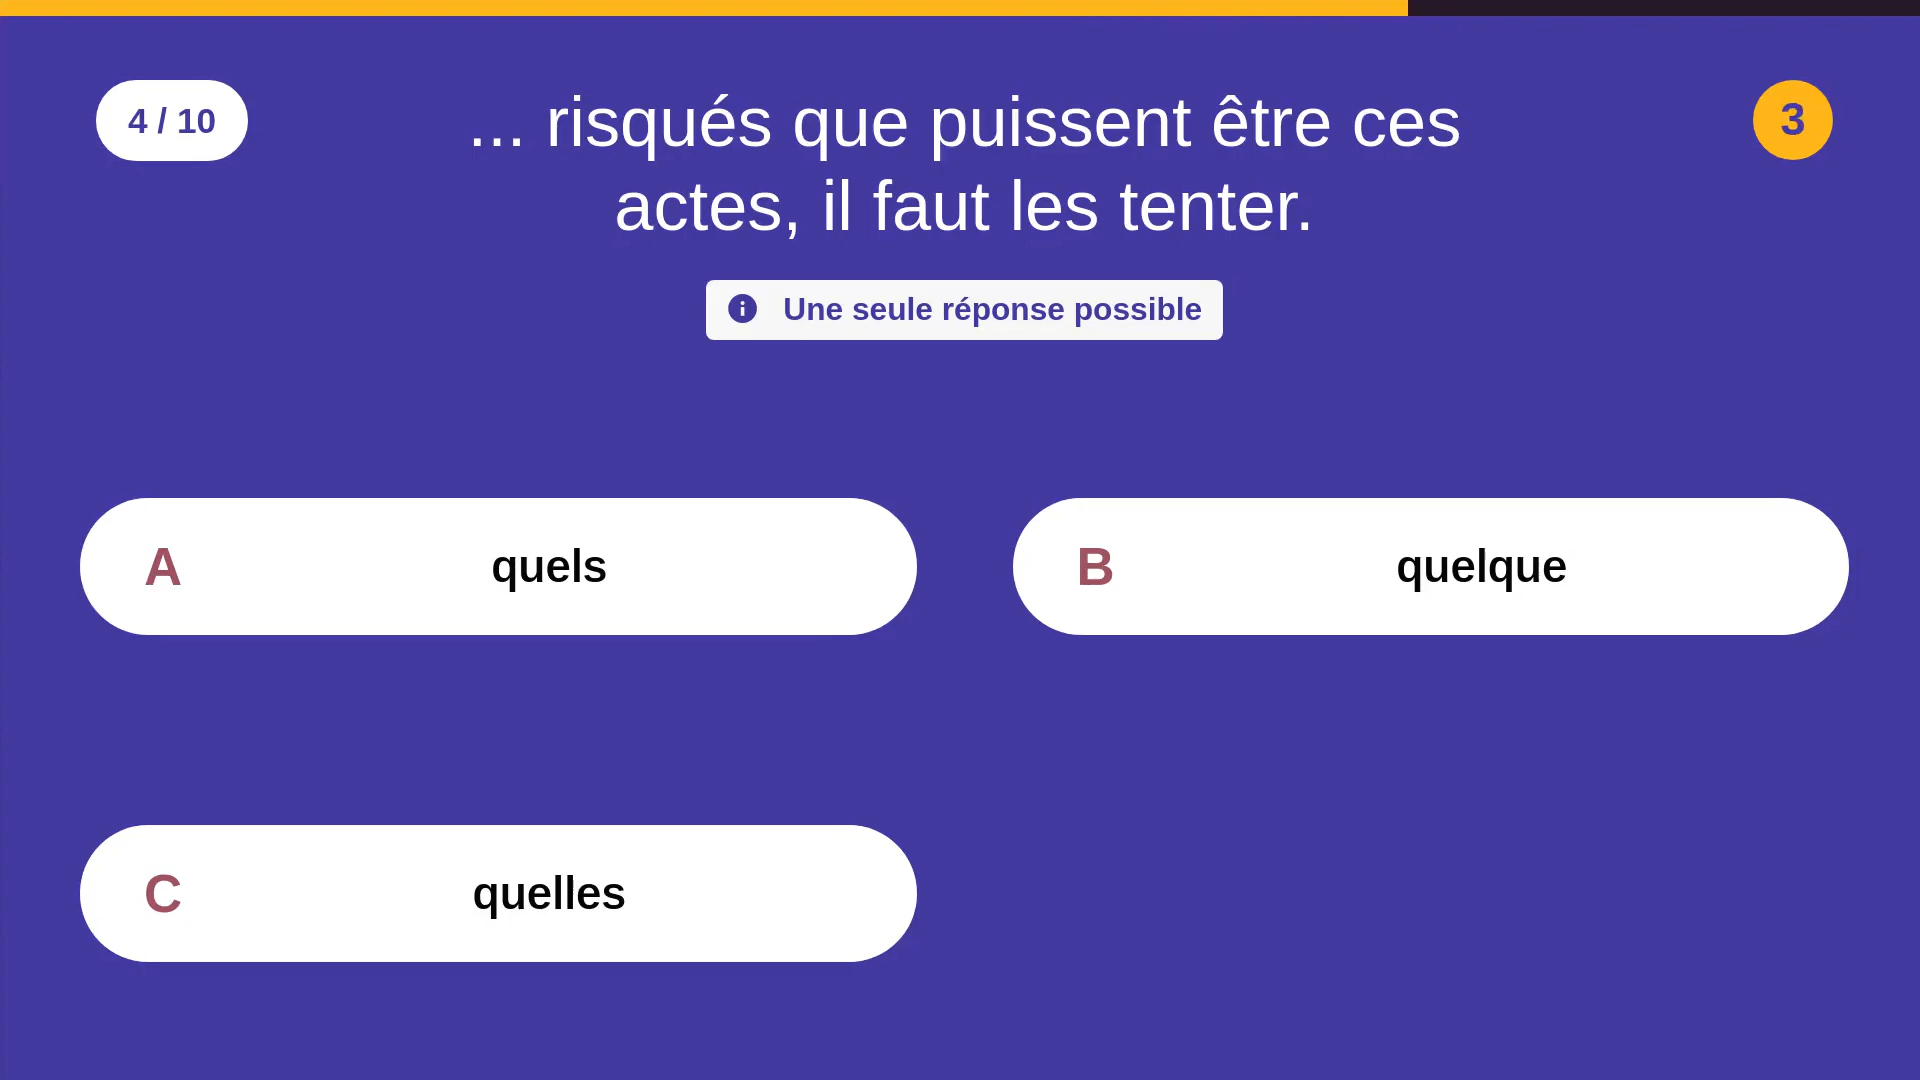 4 / 10
... risqués que puissent être ces
actes, il faut les tenter.
3
Une seule réponse possible
A quels
B quelque
C quelles